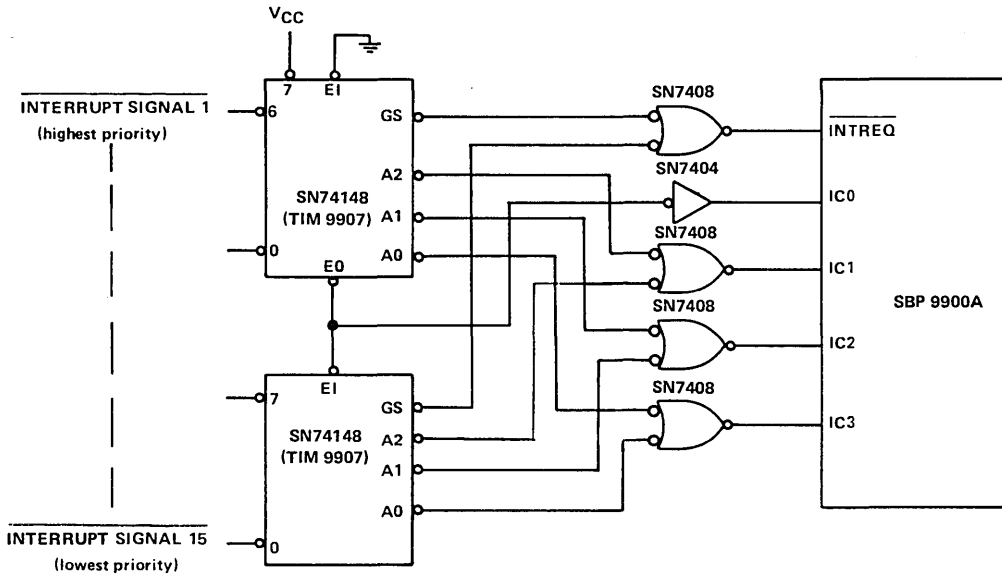 VCC
INTERRUPT SIGNAL 1
(highest priority)
7
EI
6
GS
A2
SN74148
(TIM 9907)
A1
0
A0
E0
EI
7
GS
SN74148
(TIM 9907)
A2
A1
A0
INTERRUPT SIGNAL 15
0
(lowest priority)
SN7408
SN7404
SN7408
SN7408
SN7408
INTREQ
IC0
IC1
SBP 9900A
IC2
IC3